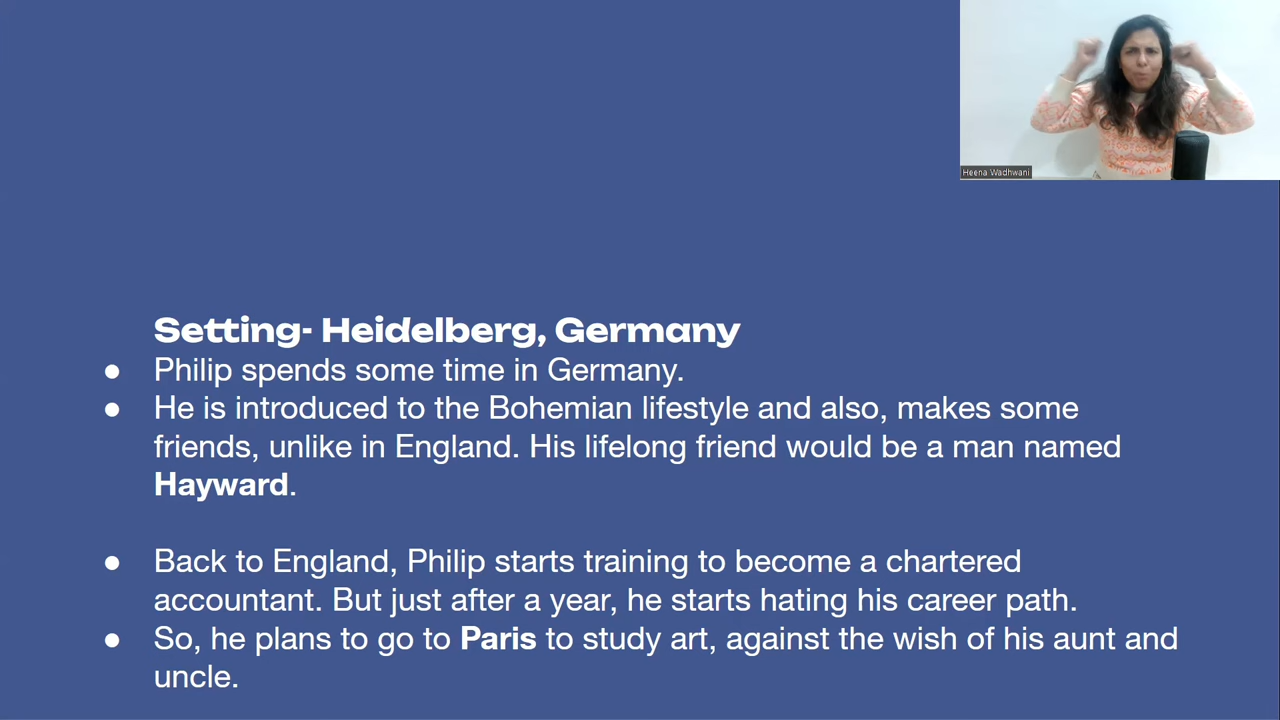 Heena Wadhwani
Setting- Heidelberg, Germany
● Philip spends some time in Germany.
● He is introduced to the Bohemian lifestyle and also, makes some
friends, unlike in England. His lifelong friend would be a man named
Hayward.
● Back to England, Philip starts training to become a chartered
accountant. But just after a year, he starts hating his career path.
● So, he plans to go to Paris to study art, against the wish of his aunt and
uncle.